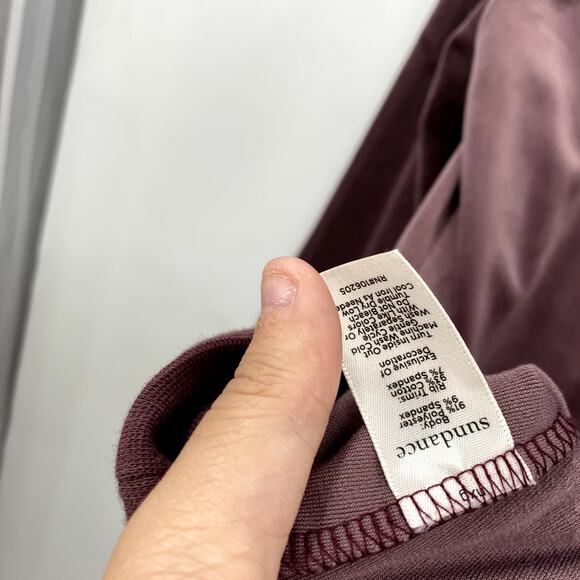 sundance
Body:
91% Polyester
9% Spandex
Rib Trims:
93% Cotton
7% Spandex
Exclusive Of
Decoration
Turn Inside Out
Machine Wash Cold
Gentle Cycle
Wash Separately Or
With Like Colors
Do Not Bleach
Tumble Dry Low
Cool Iron As Needed
RN#106205